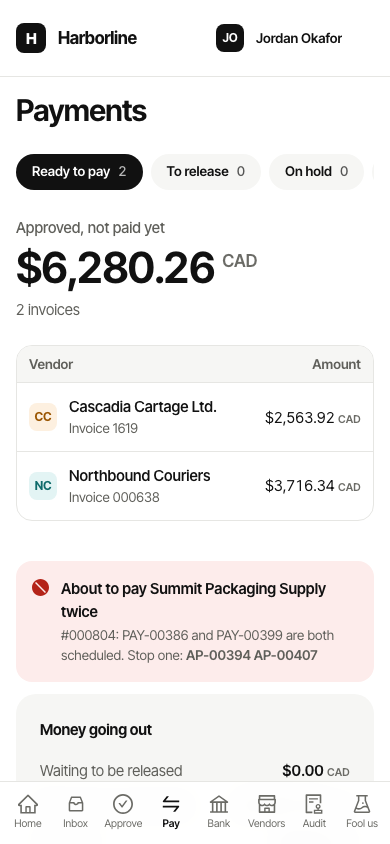 H Harborline JO Jordan Okafor
Payments
Ready to pay 2 To release 0 On hold 0
Approved, not paid yet
$6,280.26 CAD
2 invoices
Vendor Amount
CC Cascadia Cartage Ltd. $2,563.92 CAD
Invoice 1619
NC Northbound Couriers $3,716.34 CAD
Invoice 000638
About to pay Summit Packaging Supply
twice
#000804: PAY-00386 and PAY-00399 are both
scheduled. Stop one: AP-00394 AP-00407
Money going out
Waiting to be released $0.00 CAD
Home Inbox Approve Pay Bank Vendors Audit Fool us